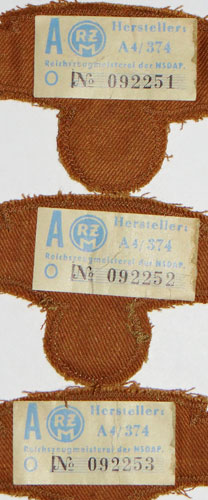 A RZM Hersteller:
A4/374
Reichszeugmeisterei der NSDAP.
O № 092251
A RZM Hersteller:
A4/374
Reichszeugmeisterei der NSDAP.
O № 092252
A RZM Hersteller:
A4/374
Reichszeugmeisterei der NSDAP.
O № 092253